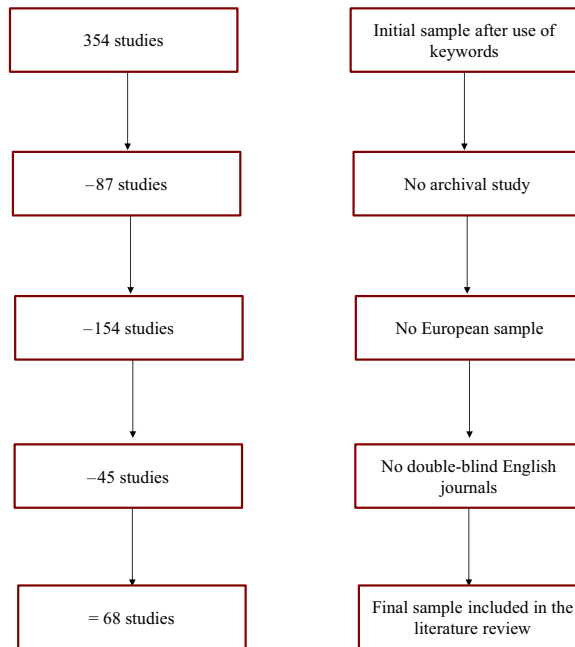 354 studies
Initial sample after use of
keywords
–87 studies
No archival study
–154 studies
No European sample
–45 studies
No double-blind English
journals
= 68 studies
Final sample included in the
literature review